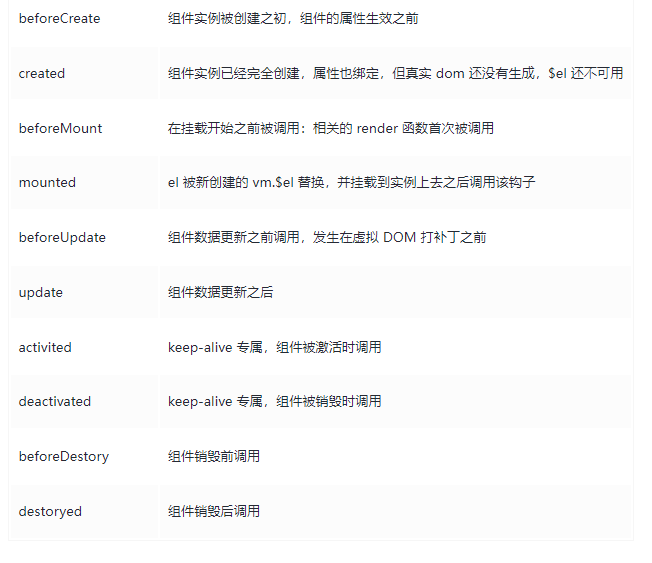 beforeCreate 组件实例被创建之初，组件的属性生效之前
created 组件实例已经完全创建，属性也绑定，但真实 dom 还没有生成，$el 还不可用
beforeMount 在挂载开始之前被调用：相关的 render 函数首次被调用
mounted el 被新创建的 vm.$el 替换，并挂载到实例上去之后调用该钩子
beforeUpdate 组件数据更新之前调用，发生在虚拟 DOM 打补丁之前
update 组件数据更新之后
activited keep-alive 专属，组件被激活时调用
deactivated keep-alive 专属，组件被销毁时调用
beforeDestory 组件销毁前调用
destoryed 组件销毁后调用